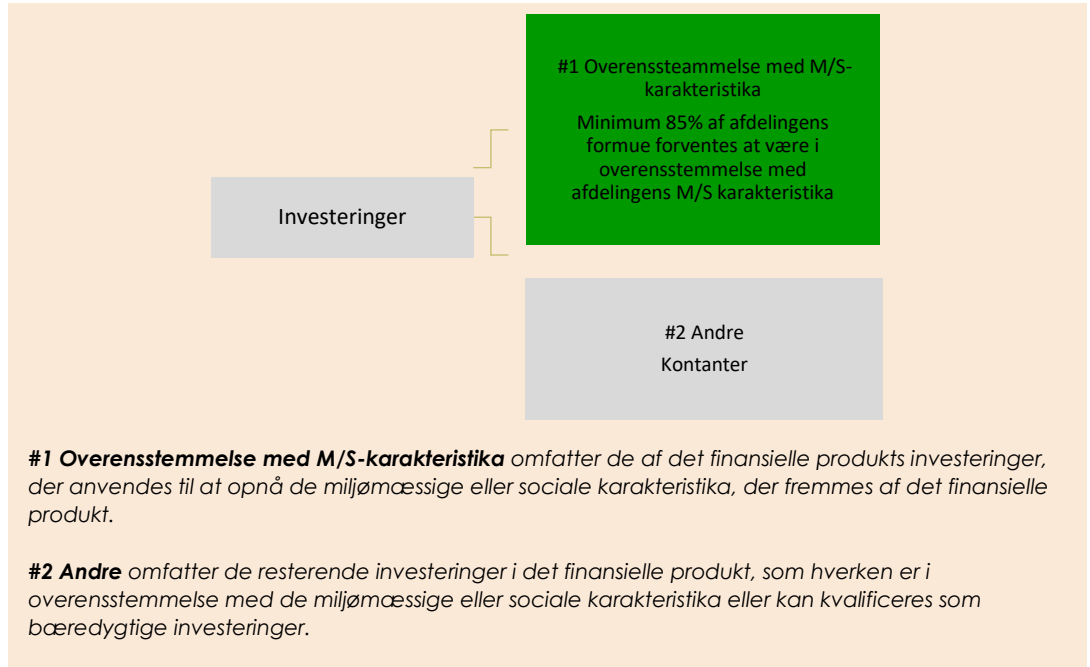 #1 Overenssteammelse med M/S-
karakteristika
Minimum 85% af afdelingens
formue forventes at være i
overensstemmelse med
afdelingens M/S karakteristika
Investeringer
#2 Andre
Kontanter
#1 Overensstemmelse med M/S-karakteristika omfatter de af det finansielle produkts investeringer,
der anvendes til at opnå de miljømæssige eller sociale karakteristika, der fremmes af det finansielle
produkt.
#2 Andre omfatter de resterende investeringer i det finansielle produkt, som hverken er i
overensstemmelse med de miljømæssige eller sociale karakteristika eller kan kvalificeres som
bæredygtige investeringer.